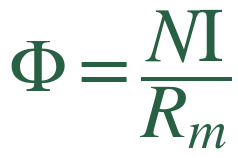 Φ = NI / R_m